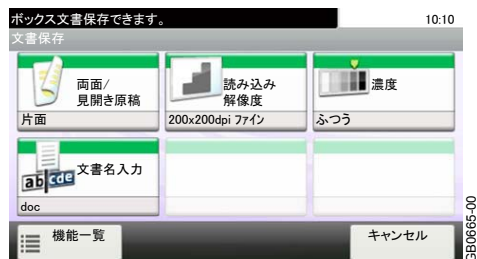 ボックス文書保存できます。
10:10
文書保存
両面/
見開き原稿
片面
読み込み
解像度
200x200dpi ファイン
濃度
ふつう
ab cde
文書名入力
doc
機能一覧
キャンセル
GB0665-00